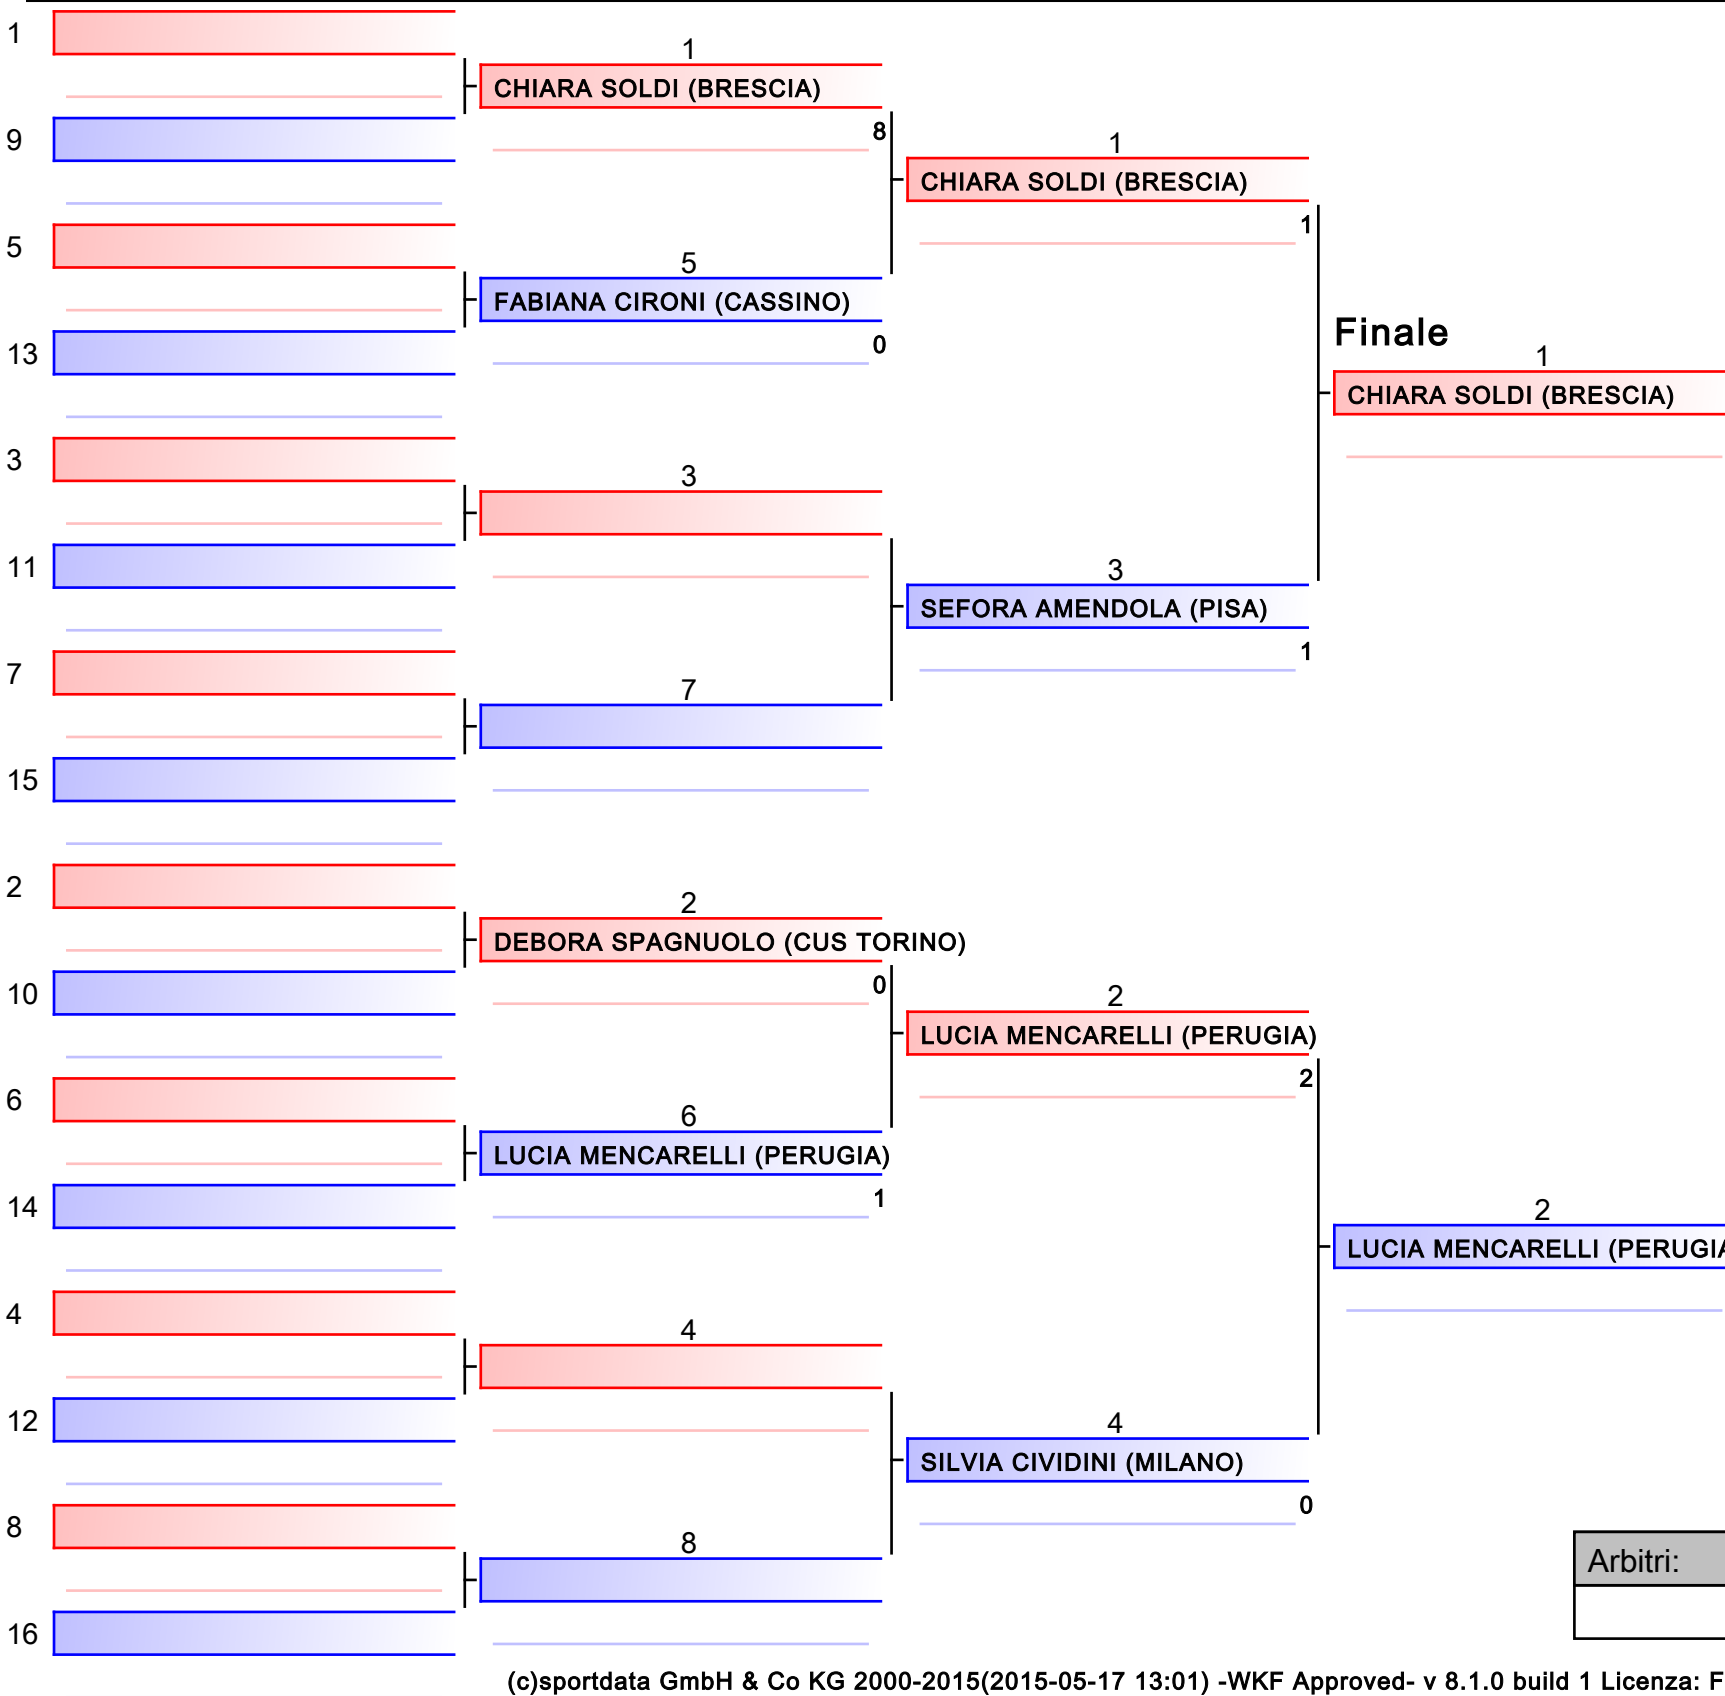 1
9
5
13
3
11
7
15
2
10
6
14
4
12
8
16
1
CHIARA SOLDI (BRESCIA)
8
5
FABIANA CIRONI (CASSINO)
0
3
7
2
DEBORA SPAGNUOLO (CUS TORINO)
0
6
LUCIA MENCARELLI (PERUGIA)
1
4
8
1
CHIARA SOLDI (BRESCIA)
1
3
SEFORA AMENDOLA (PISA)
1
2
LUCIA MENCARELLI (PERUGIA)
2
4
SILVIA CIVIDINI (MILANO)
0
Finale
1
CHIARA SOLDI (BRESCIA)
2
LUCIA MENCARELLI (PERUGIA
Arbitri:
(c)sportdata GmbH & Co KG 2000-2015(2015-05-17 13:01) -WKF Approved- v 8.1.0 build 1 Licenza: F